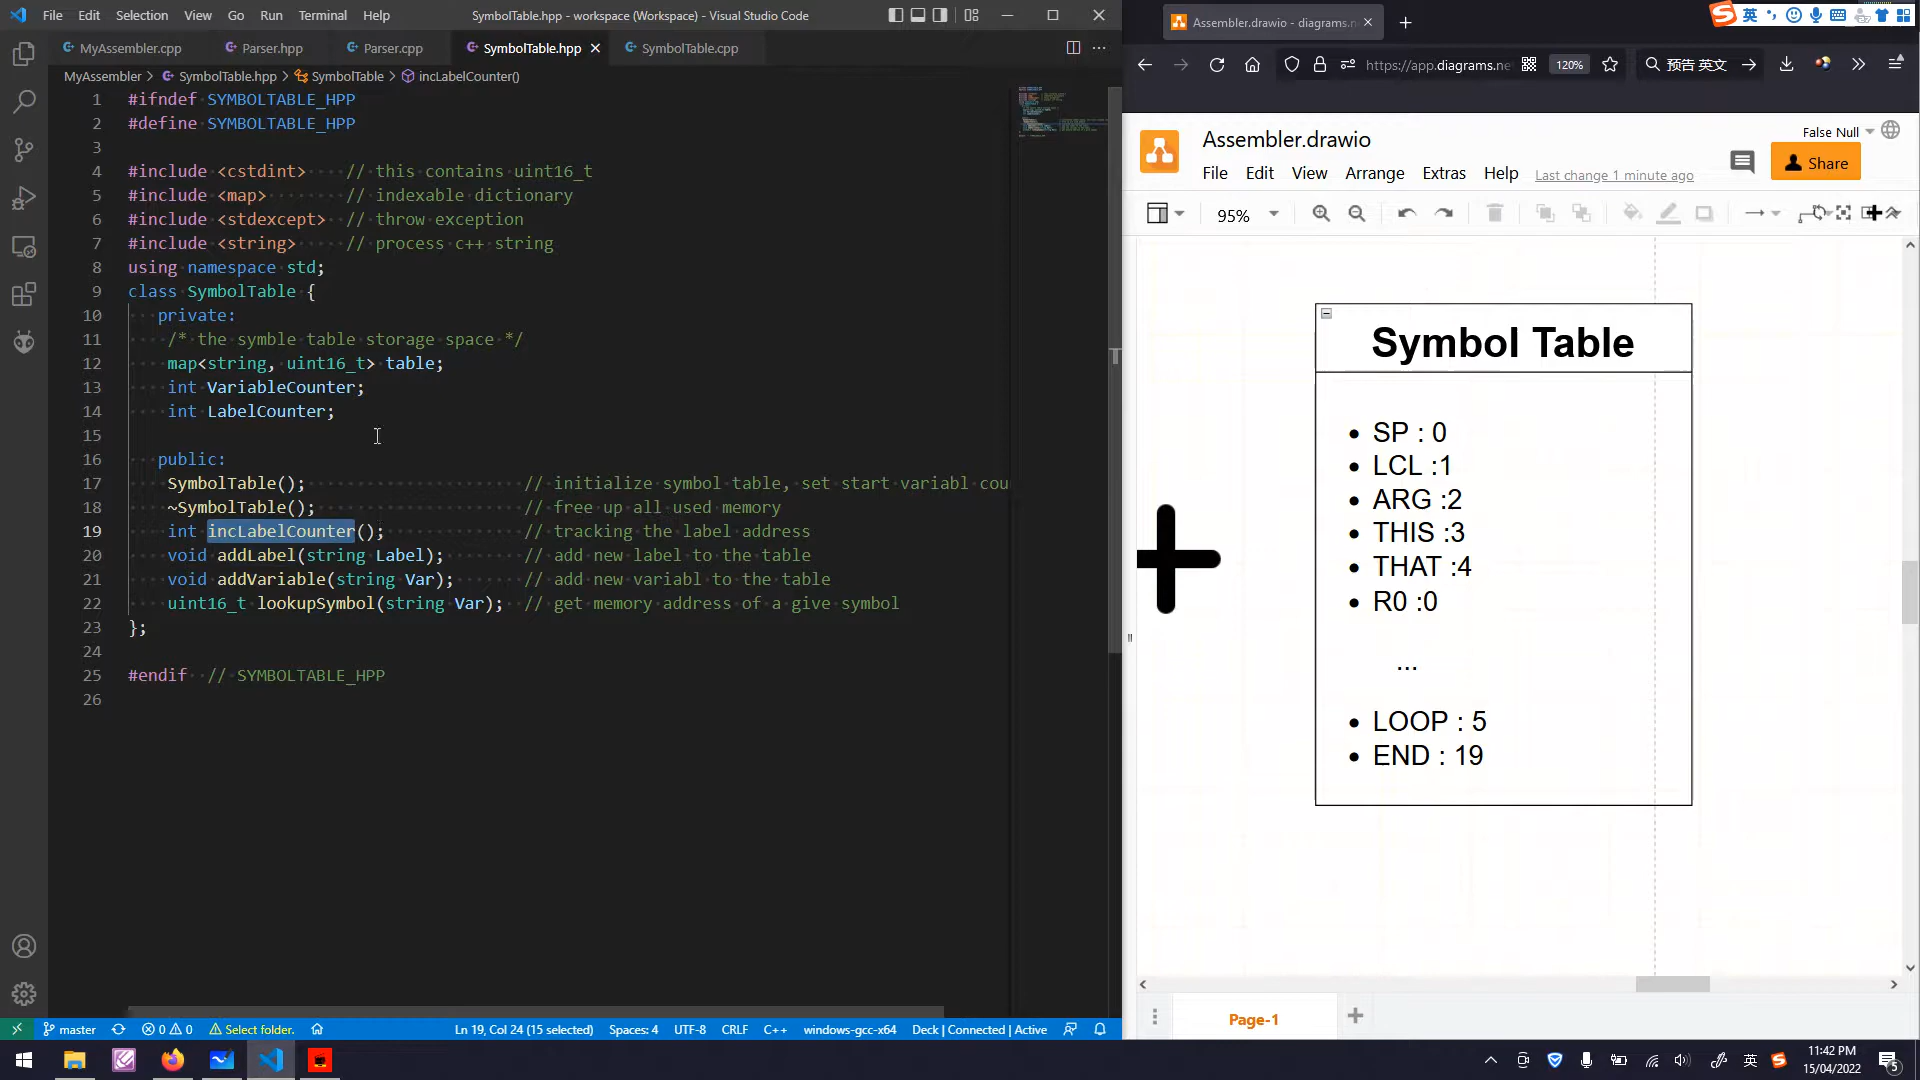 File Edit Selection View Go Run Terminal Help
SymbolTable.hpp - workspace (Workspace) - Visual Studio Code
MyAssembler.cpp
Parser.hpp
Parser.cpp
SymbolTable.hpp
SymbolTable.cpp
MyAssembler > SymbolTable.hpp > SymbolTable > incLabelCounter()
1 #ifndef SYMBOLTABLE_HPP
2 #define SYMBOLTABLE_HPP
3
4 #include <cstdint> // this contains uint16_t
5 #include <map> // indexable dictionary
6 #include <stdexcept> // throw exception
7 #include <string> // process c++ string
8 using namespace std;
9 class SymbolTable {
10 private:
11 /* the symble table storage space */
12 map<string, uint16_t> table;
13 int VariableCounter;
14 int LabelCounter;
15
16 public:
17 SymbolTable(); // initialize symbol table, set start variabl cou
18 ~SymbolTable(); // free up all used memory
19 int incLabelCounter(); // tracking the label address
20 void addLabel(string Label); // add new label to the table
21 void addVariable(string Var); // add new variabl to the table
22 uint16_t lookupSymbol(string Var); // get memory address of a give symbol
23 };
24
25 #endif // SYMBOLTABLE_HPP
26
master
0 0
Select folder.
Ln 19, Col 24 (15 selected)
Spaces: 4
UTF-8
CRLF
C++
windows-gcc-x64
Deck | Connected | Active
Assembler.drawio - diagrams.n
英
https://app.diagrams.ne
120%
预告 英文
Assembler.drawio
False Null
Share
File Edit View Arrange Extras Help
Last change 1 minute ago
95%
Symbol Table
• SP : 0
• LCL :1
• ARG :2
• THIS :3
• THAT :4
• R0 :0
...
• LOOP : 5
• END : 19
Page-1
英
11:42 PM
15/04/2022
5